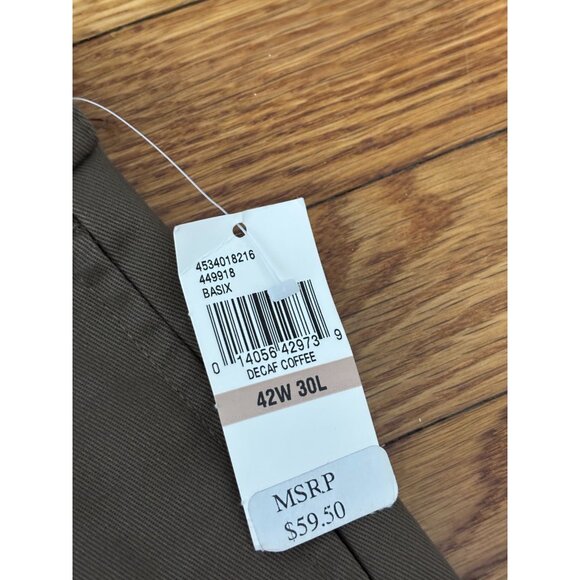 4534018216
449918
BASIX
0 14056 42973 9
DECAF COFFEE
42W 30L
MSRP
$59.50